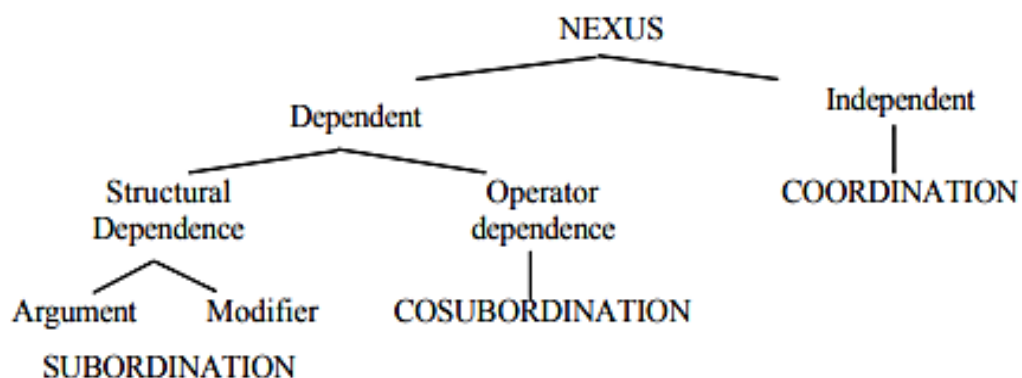 NEXUS
Dependent
Independent
Structural
Dependence
Operator
dependence
COORDINATION
Argument
Modifier
COSUBORDINATION
SUBORDINATION